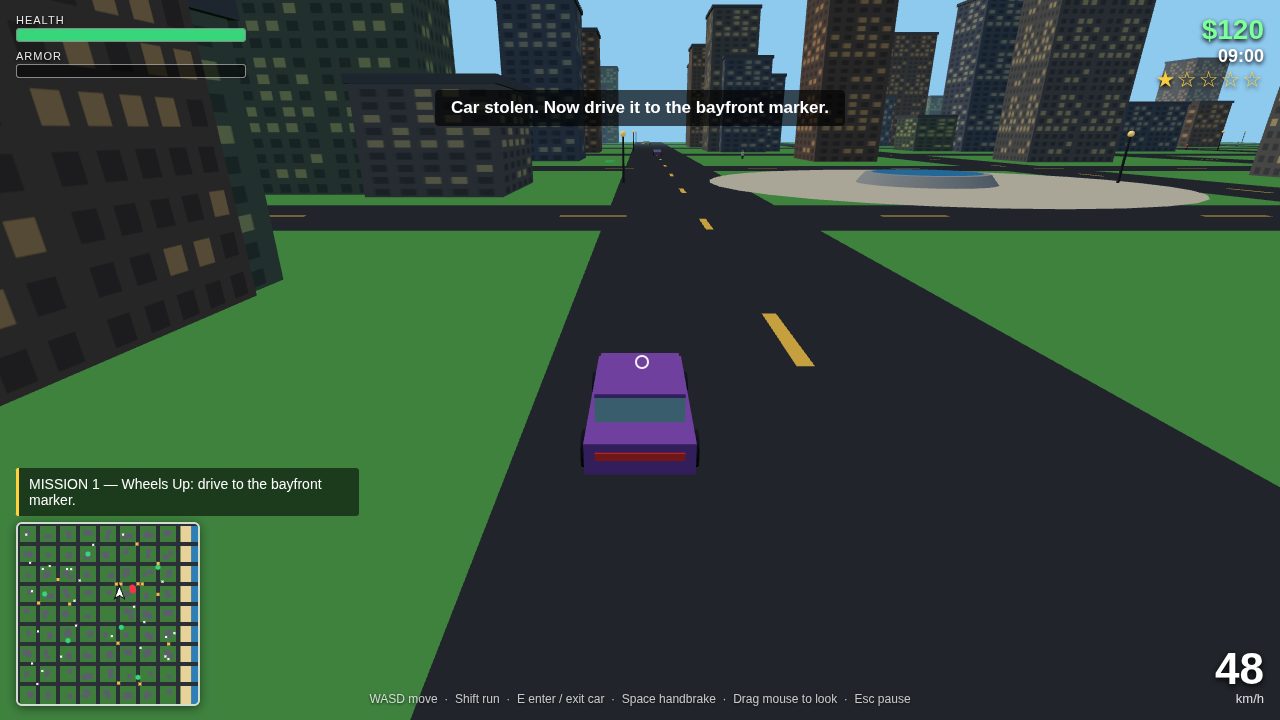 HEALTH
ARMOR
$120
09:00
★☆☆☆☆
Car stolen. Now drive it to the bayfront marker.
MISSION 1 — Wheels Up: drive to the bayfront
marker.
WASD move · Shift run · E enter / exit car · Space handbrake · Drag mouse to look · Esc pause
48
km/h